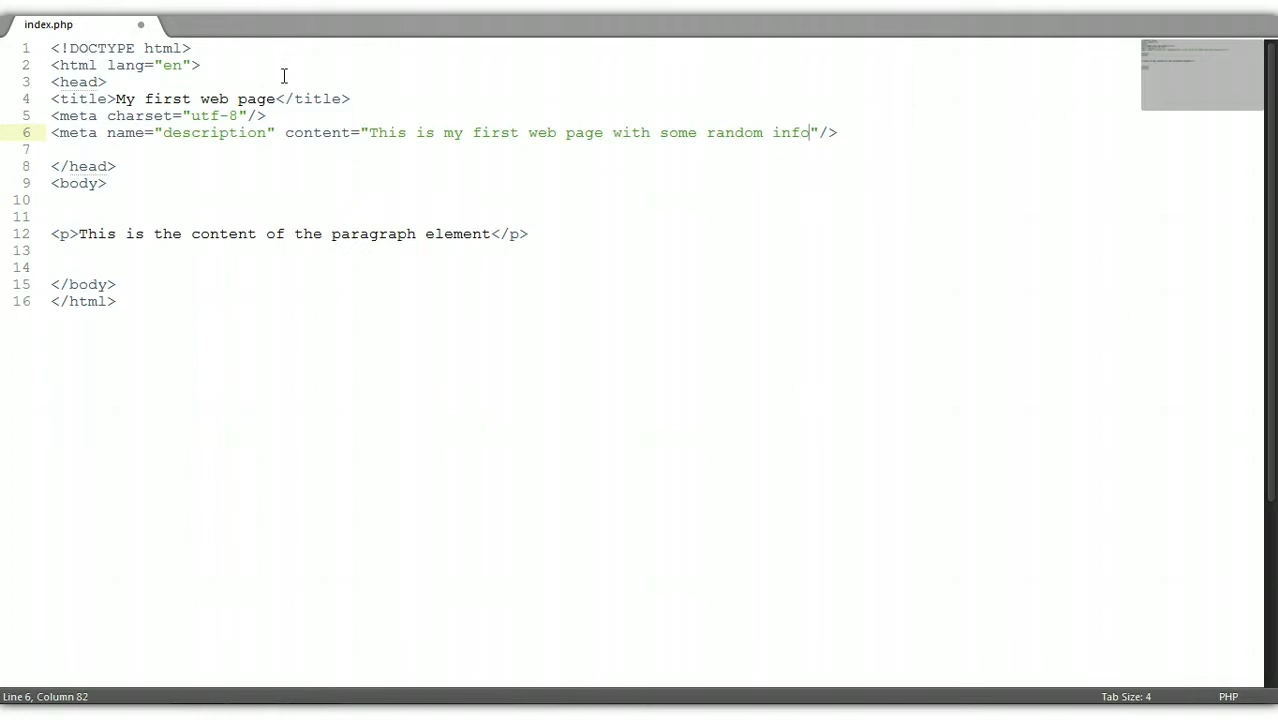 index.php
1 <!DOCTYPE html>
2 <html lang="en">
3 <head>
4 <title>My first web page</title>
5 <meta charset="utf-8"/>
6 <meta name="description" content="This is my first web page with some random info"/>
7
8 </head>
9 <body>
10
11
12 <p>This is the content of the paragraph element</p>
13
14
15 </body>
16 </html>
Line 6, Column 82 Tab Size: 4 PHP